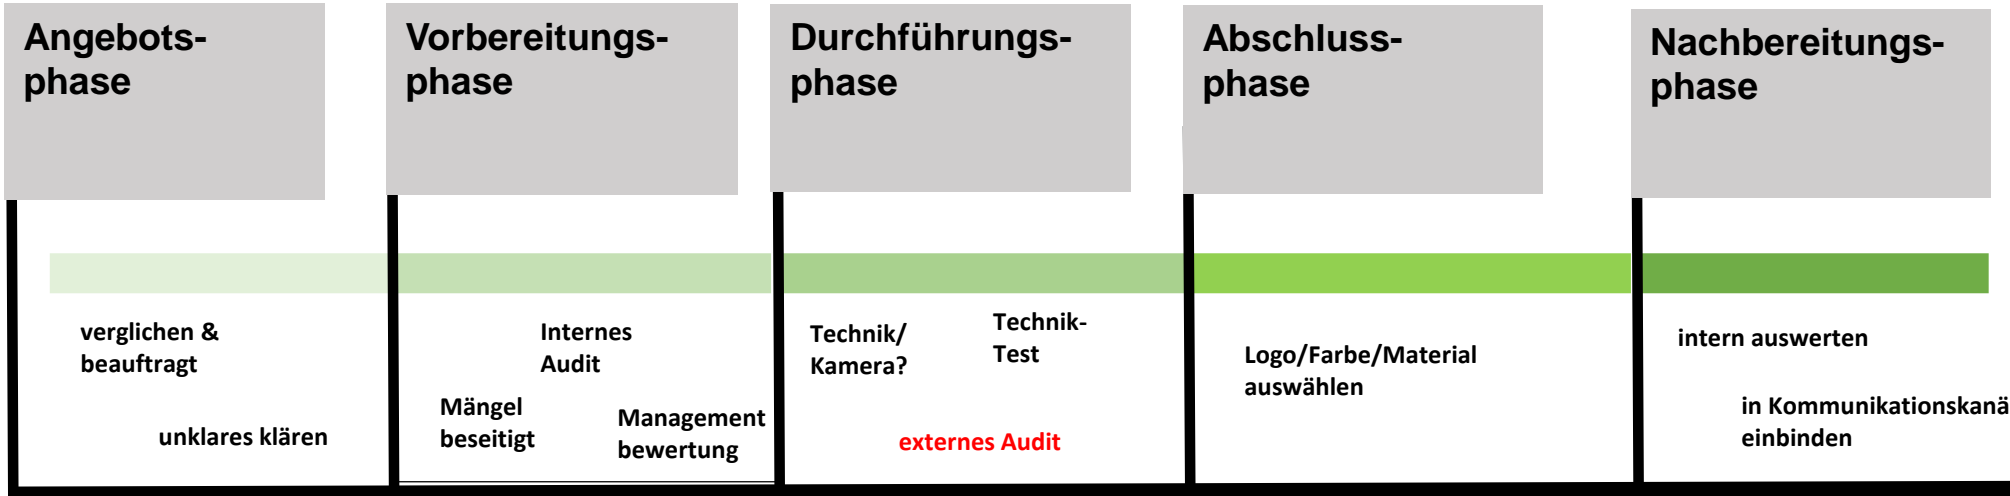 Angebots-
phase
Vorbereitungs-
phase
Durchführungs-
phase
Abschluss-
phase
Nachbereitungs-
phase
verglichen &
beauftragt
unklares klären
Internes
Audit
Mängel
beseitigt
Management
bewertung
Technik/
Kamera?
Technik-
Test
externes Audit
Logo/Farbe/Material
auswählen
intern auswerten
in Kommunikationskanä
einbinden